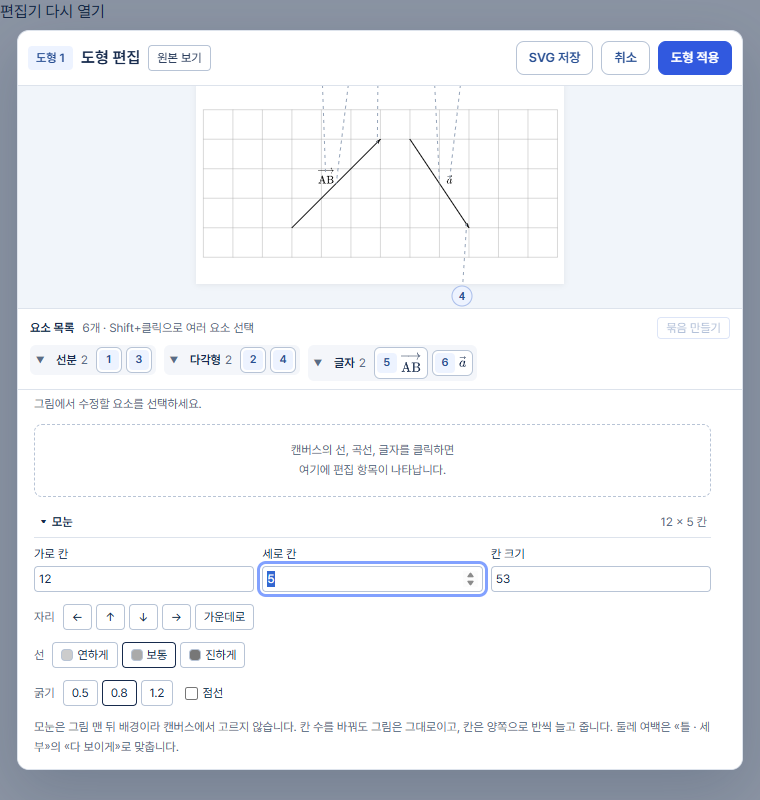 편집기 다시 열기
도형 1 도형 편집 원본 보기 SVG 저장 취소 도형 적용
AB a
4
요소 목록 6개 · Shift+클릭으로 여러 요소 선택 묶음 만들기
▼ 선분 2 1 3 ▼ 다각형 2 2 4 ▼ 글자 2 5 AB 6 a
그림에서 수정할 요소를 선택하세요.
캔버스의 선, 곡선, 글자를 클릭하면
여기에 편집 항목이 나타납니다.
▼ 모눈 12 × 5 칸
가로 칸 세로 칸 칸 크기
12 5 53
자리 ← ↑ ↓ → 가운데로
선 연하게 보통 진하게
굵기 0.5 0.8 1.2 점선
모눈은 그림 맨 뒤 배경이라 캔버스에서 고르지 않습니다. 칸 수를 바꿔도 그림은 그대로이고, 칸은 양쪽으로 반씩 늘고 줍니다. 둘레 여백은 «틀 · 세
부»의 «다 보이게»로 맞춥니다.